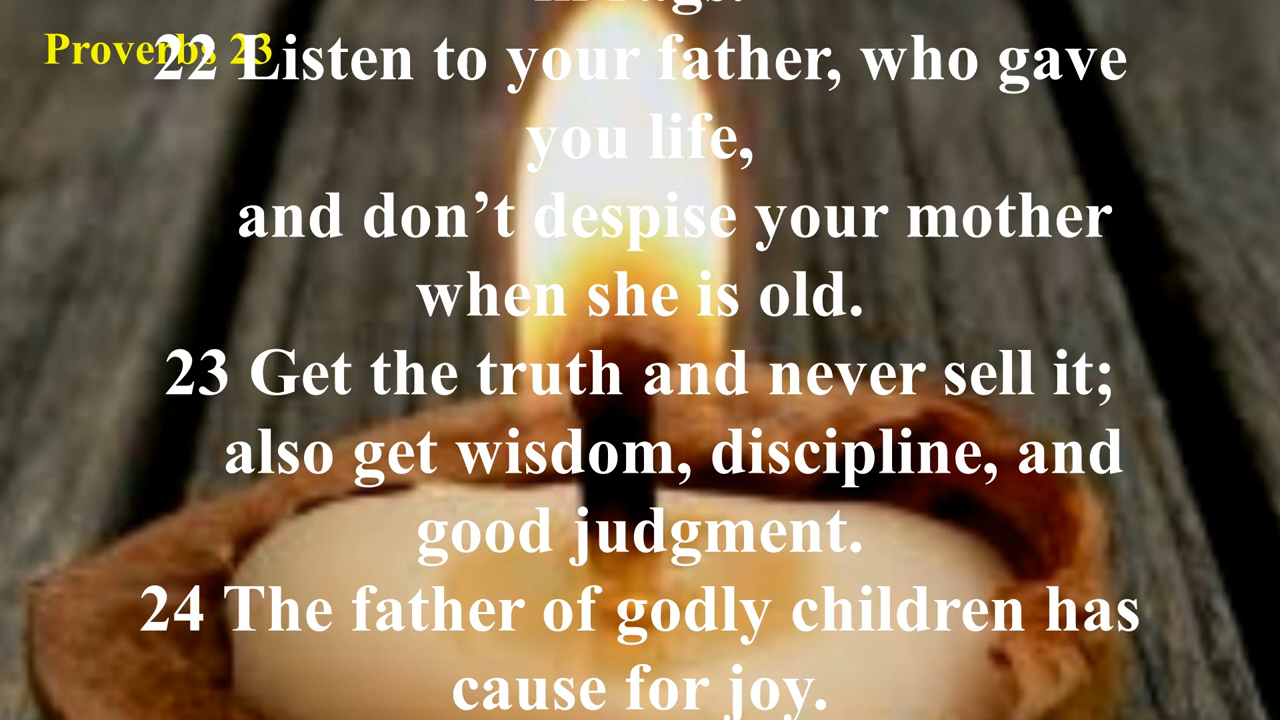 Proverbs 23
22 Listen to your father, who gave
you life,
and don’t despise your mother
when she is old.
23 Get the truth and never sell it;
also get wisdom, discipline, and
good judgment.
24 The father of godly children has
cause for joy.